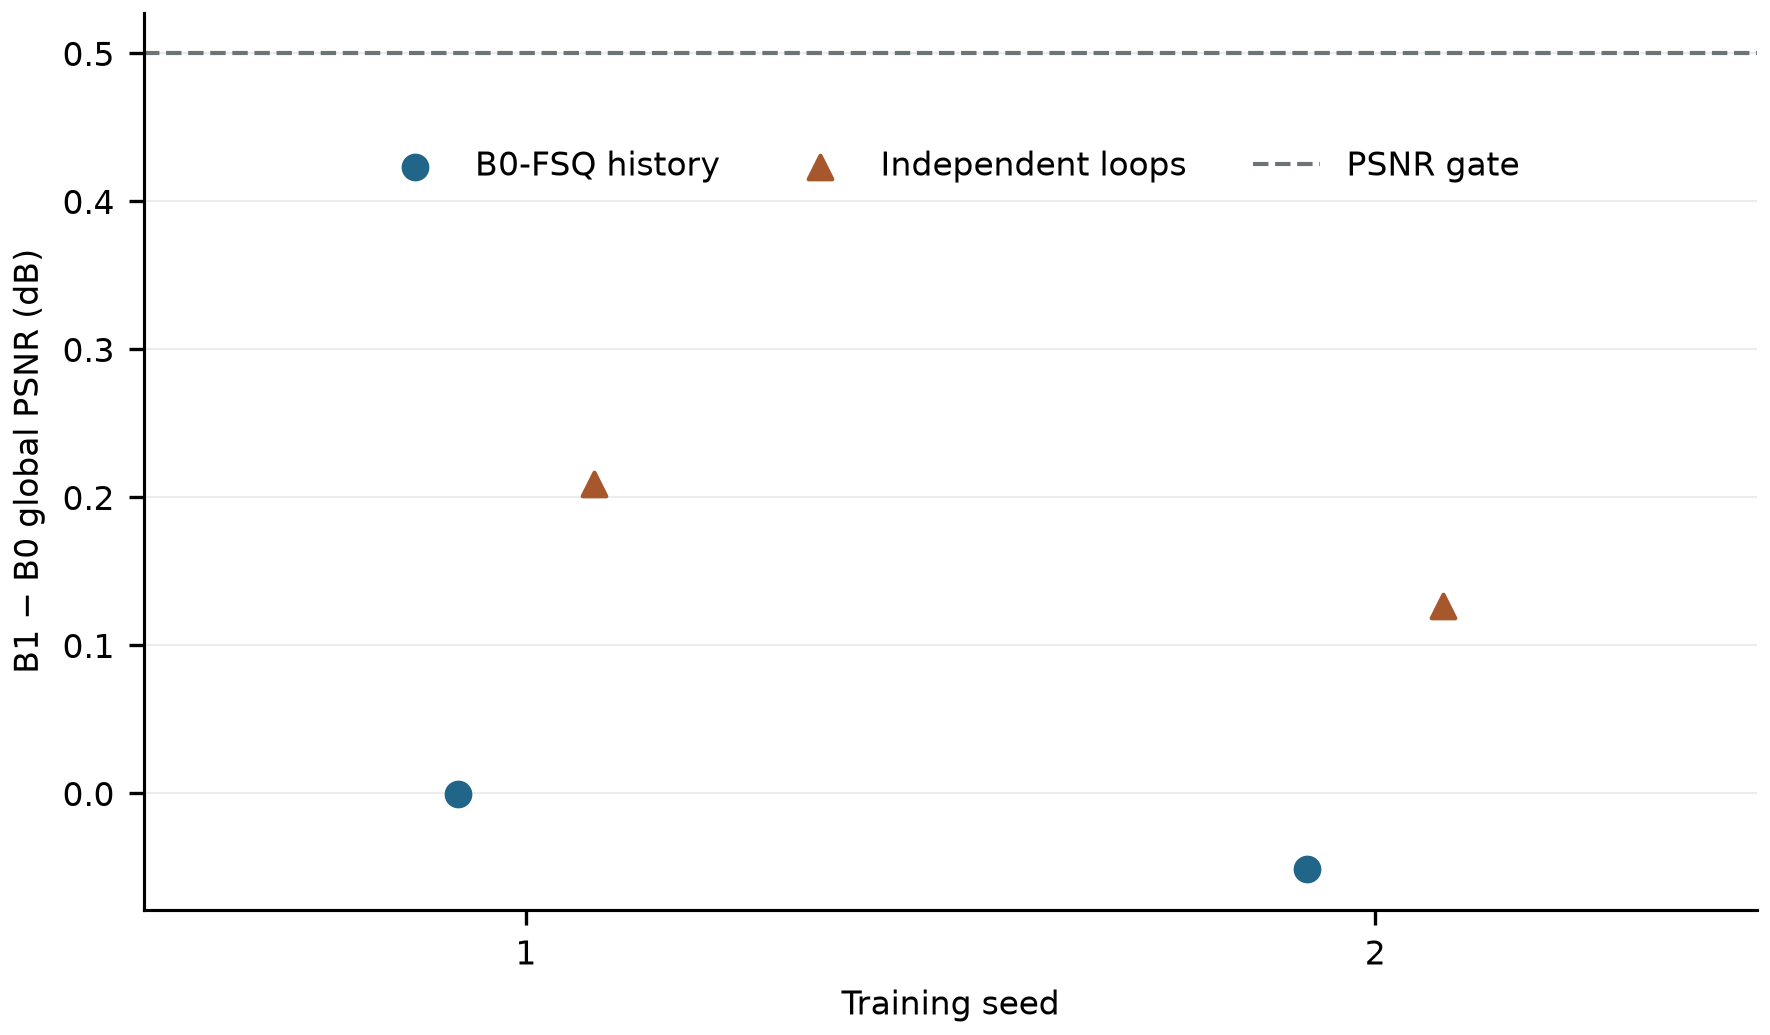 0.5
B0-FSQ history
Independent loops
PSNR gate
0.4
0.3
0.2
0.1
0.0
B1 − B0 global PSNR (dB)
1
2
Training seed